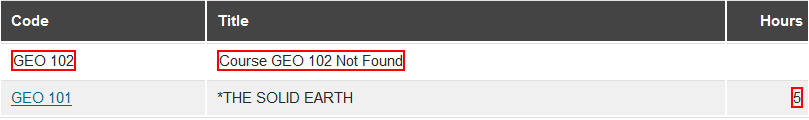 Code Title Hours
GEO 102 Course GEO 102 Not Found
GEO 101 *THE SOLID EARTH 5